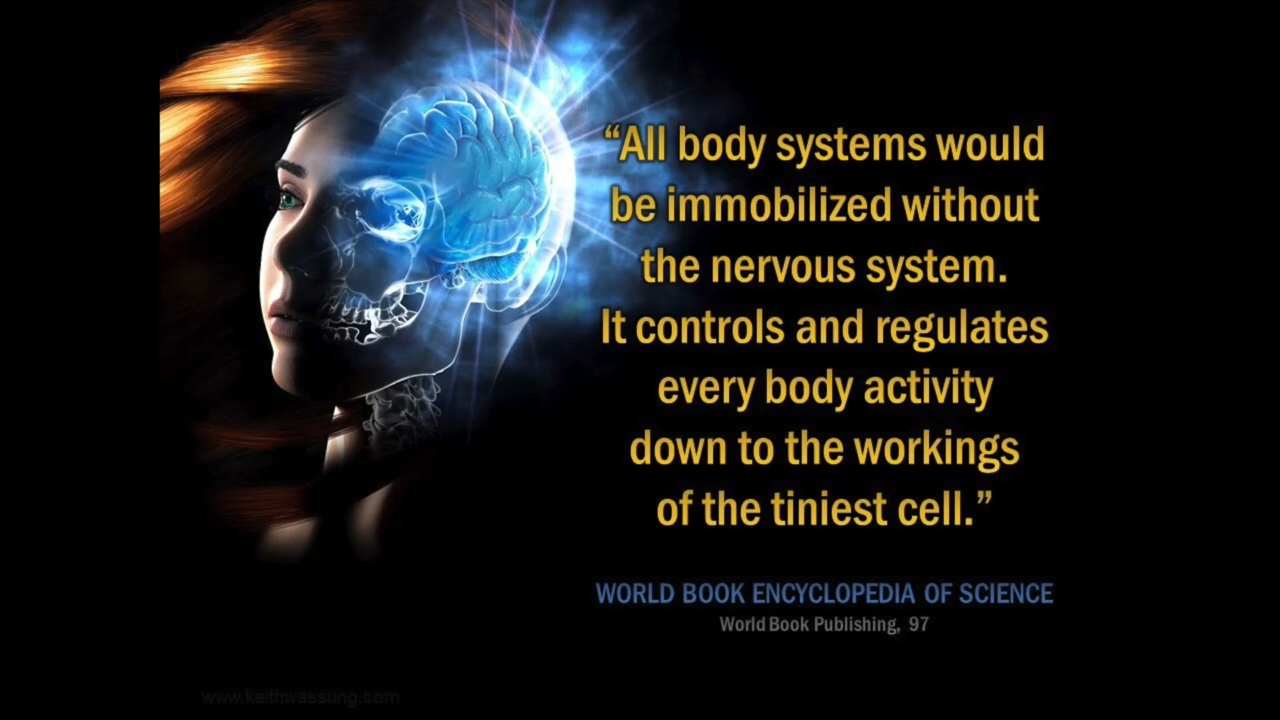 “All body systems would
be immobilized without
the nervous system.
It controls and regulates
every body activity
down to the workings
of the tiniest cell.”
WORLD BOOK ENCYCLOPEDIA OF SCIENCE
World Book Publishing, 97
www.keithwassung.com